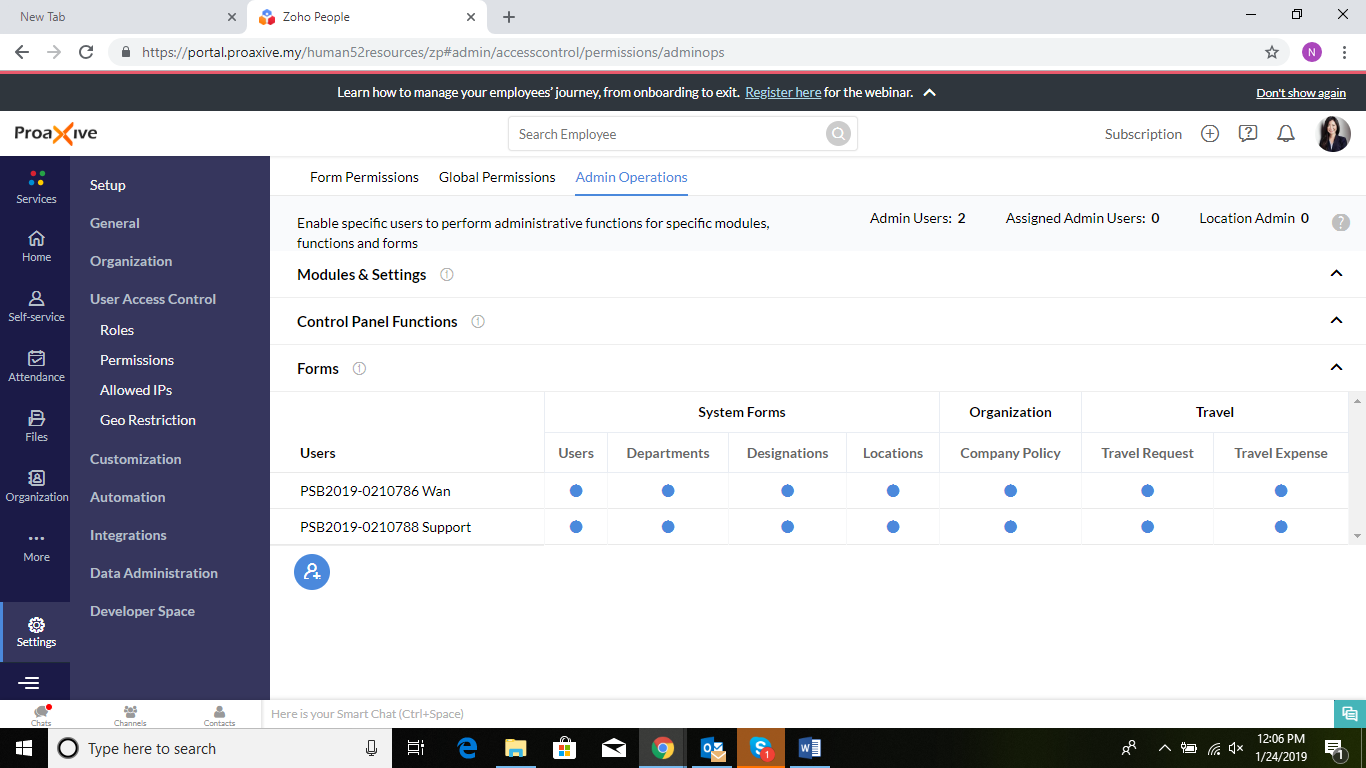 New Tab
Zoho People
https://portal.proaxive.my/human52resources/zp#admin/accesscontrol/permissions/adminops
N
Learn how to manage your employees' journey, from onboarding to exit. Register here for the webinar.
Don't show again
ProaXive
Search Employee
Subscription
Services
Home
Self-service
Attendance
Files
Organization
More
Settings
Setup
General
Organization
User Access Control
Roles
Permissions
Allowed IPs
Geo Restriction
Customization
Automation
Integrations
Data Administration
Developer Space
Form Permissions Global Permissions Admin Operations
Enable specific users to perform administrative functions for specific modules,
functions and forms
Admin Users: 2 Assigned Admin Users: 0 Location Admin 0
Modules & Settings
Control Panel Functions
Forms
System Forms Organization Travel
Users Users Departments Designations Locations Company Policy Travel Request Travel Expense
PSB2019-0210786 Wan
PSB2019-0210788 Support
Chats Channels Contacts
Here is your Smart Chat (Ctrl+Space)
Type here to search
1
12:06 PM
1/24/2019
1